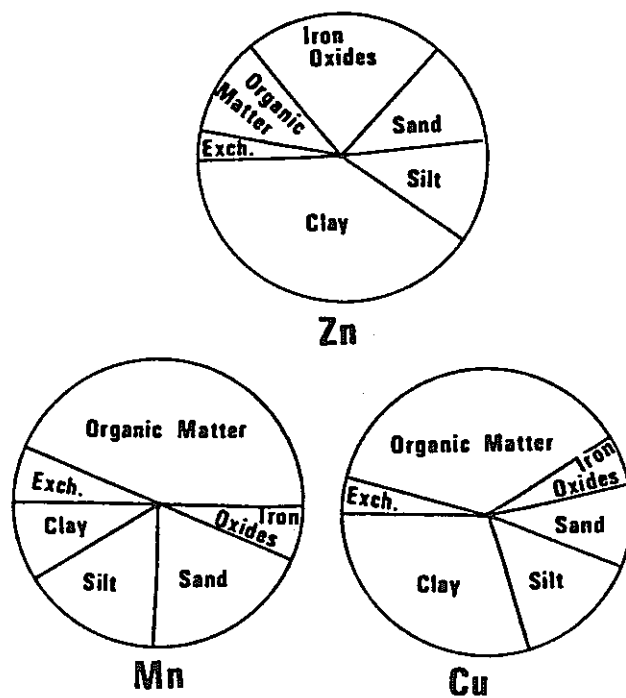 Iron
Oxides
Organic
Matter
Sand
Exch.
Silt
Clay
Zn
Organic Matter
Exch.
Iron
Oxides
Clay
Silt
Sand
Mn
Organic Matter
Iron
Oxides
Exch.
Sand
Clay
Silt
Cu